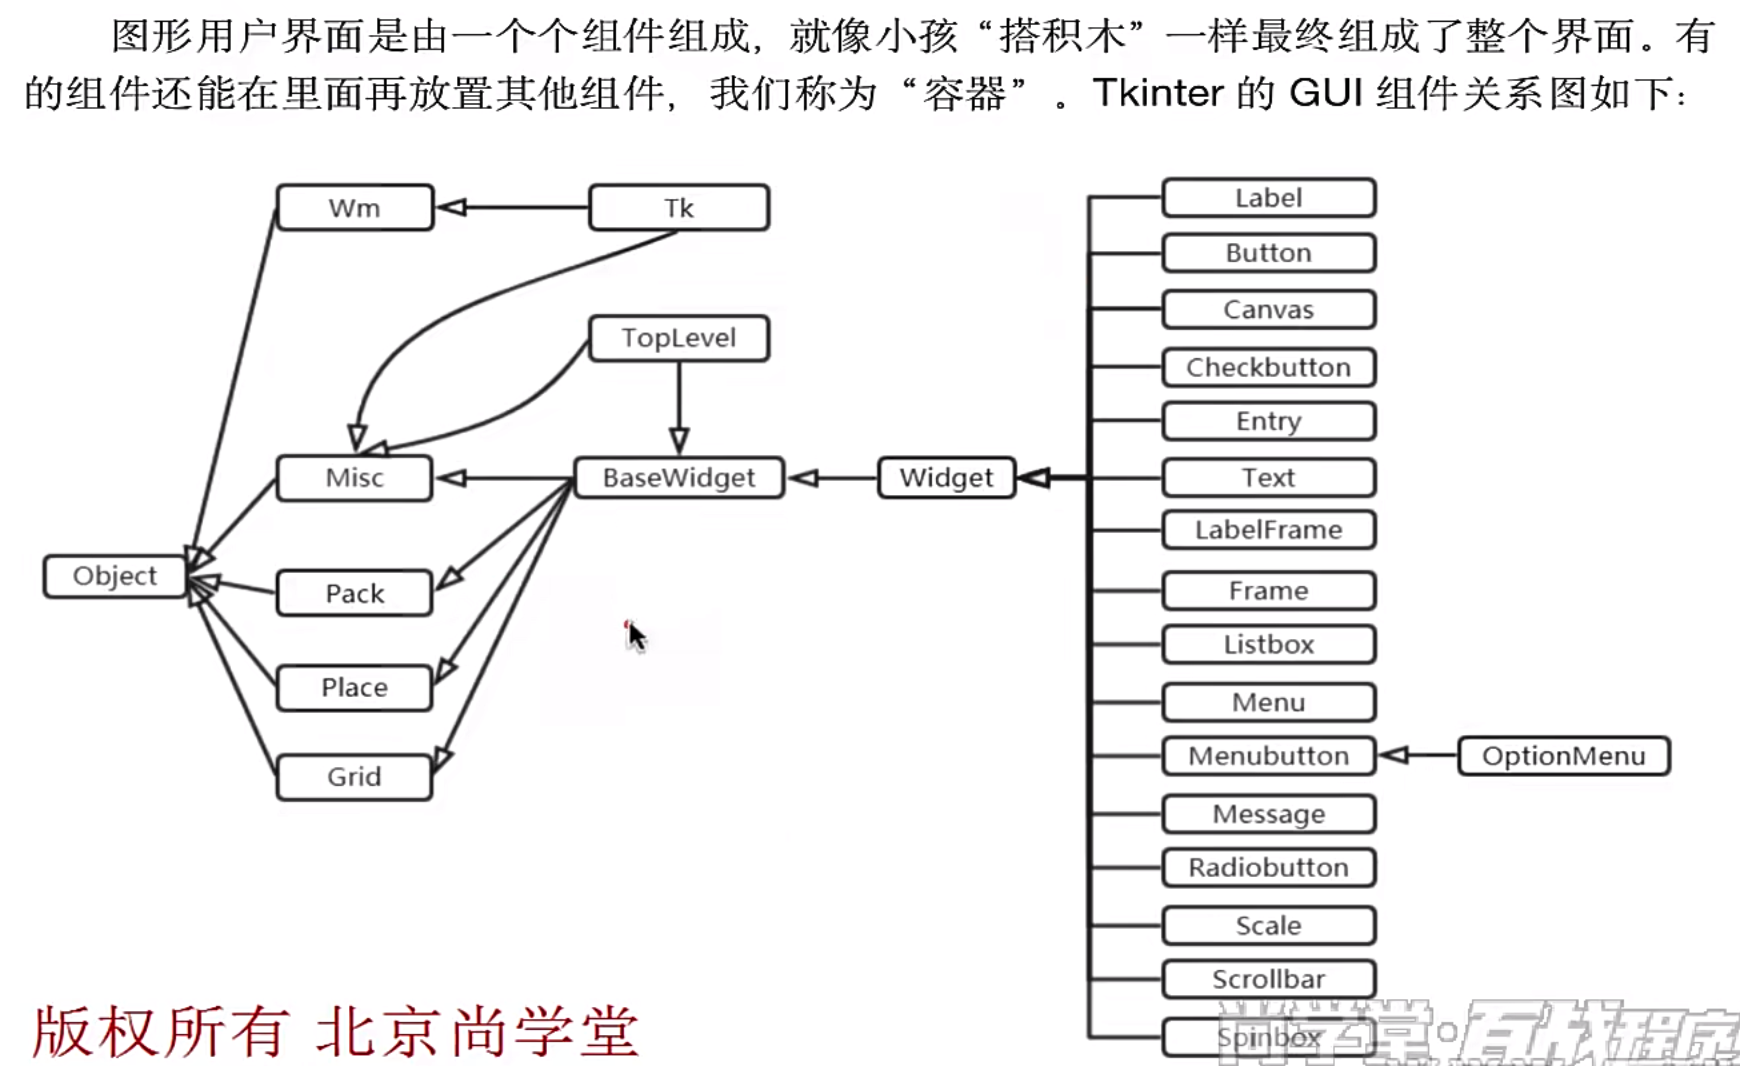 图形用户界面是由一个个组件组成，就像小孩“搭积木”一样最终组成了整个界面。有
的组件还能在里面再放置其他组件，我们称为“容器”。Tkinter 的 GUI 组件关系图如下：
Wm
Tk
TopLevel
Misc
BaseWidget
Widget
Object
Pack
Place
Grid
Label
Button
Canvas
Checkbutton
Entry
Text
LabelFrame
Frame
Listbox
Menu
Menubutton
OptionMenu
Message
Radiobutton
Scale
Scrollbar
Spinbox
版权所有 北京尚学堂
尚学堂·百战程序